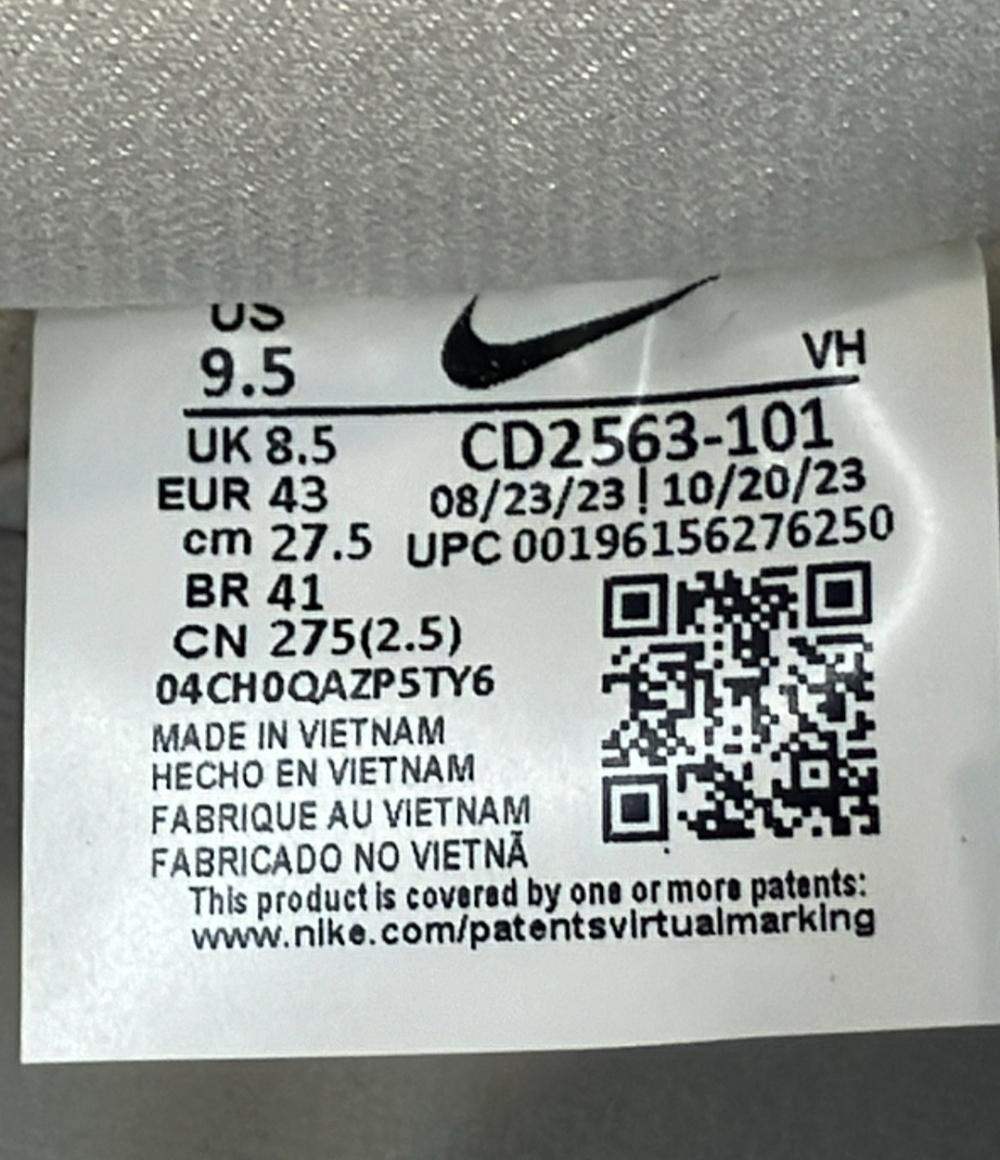 US
9.5
VH
UK 8.5
CD2563-101
EUR 43
08/23/23 | 10/20/23
cm 27.5
UPC 00196156276250
BR 41
CN 275(2.5)
04CH0QAZP5TY6
MADE IN VIETNAM
HECHO EN VIETNAM
FABRIQUE AU VIETNAM
FABRICADO NO VIETNÃ
This product is covered by one or more patents:
www.nike.com/patentsvirtualmarking